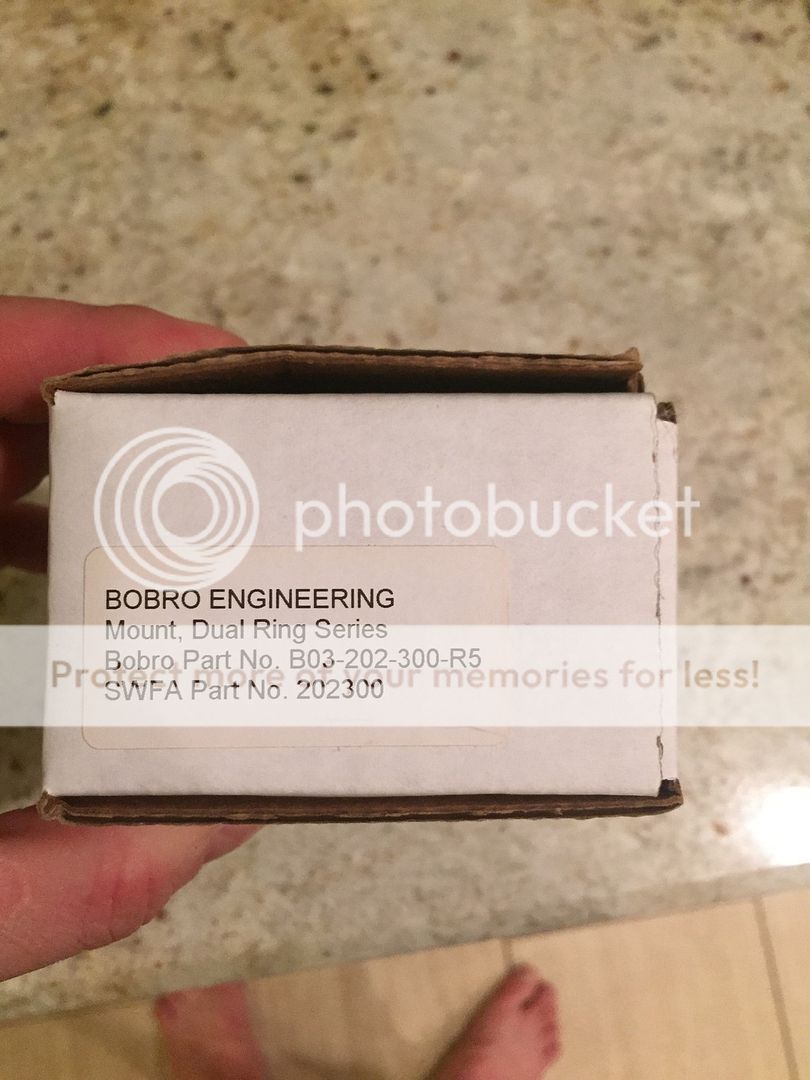 photobucket
BOBRO ENGINEERING
Mount, Dual Ring Series
Bobro Part No. B03-202-300-R5
Protect more of your memories for less!
SWFA Part No. 202300